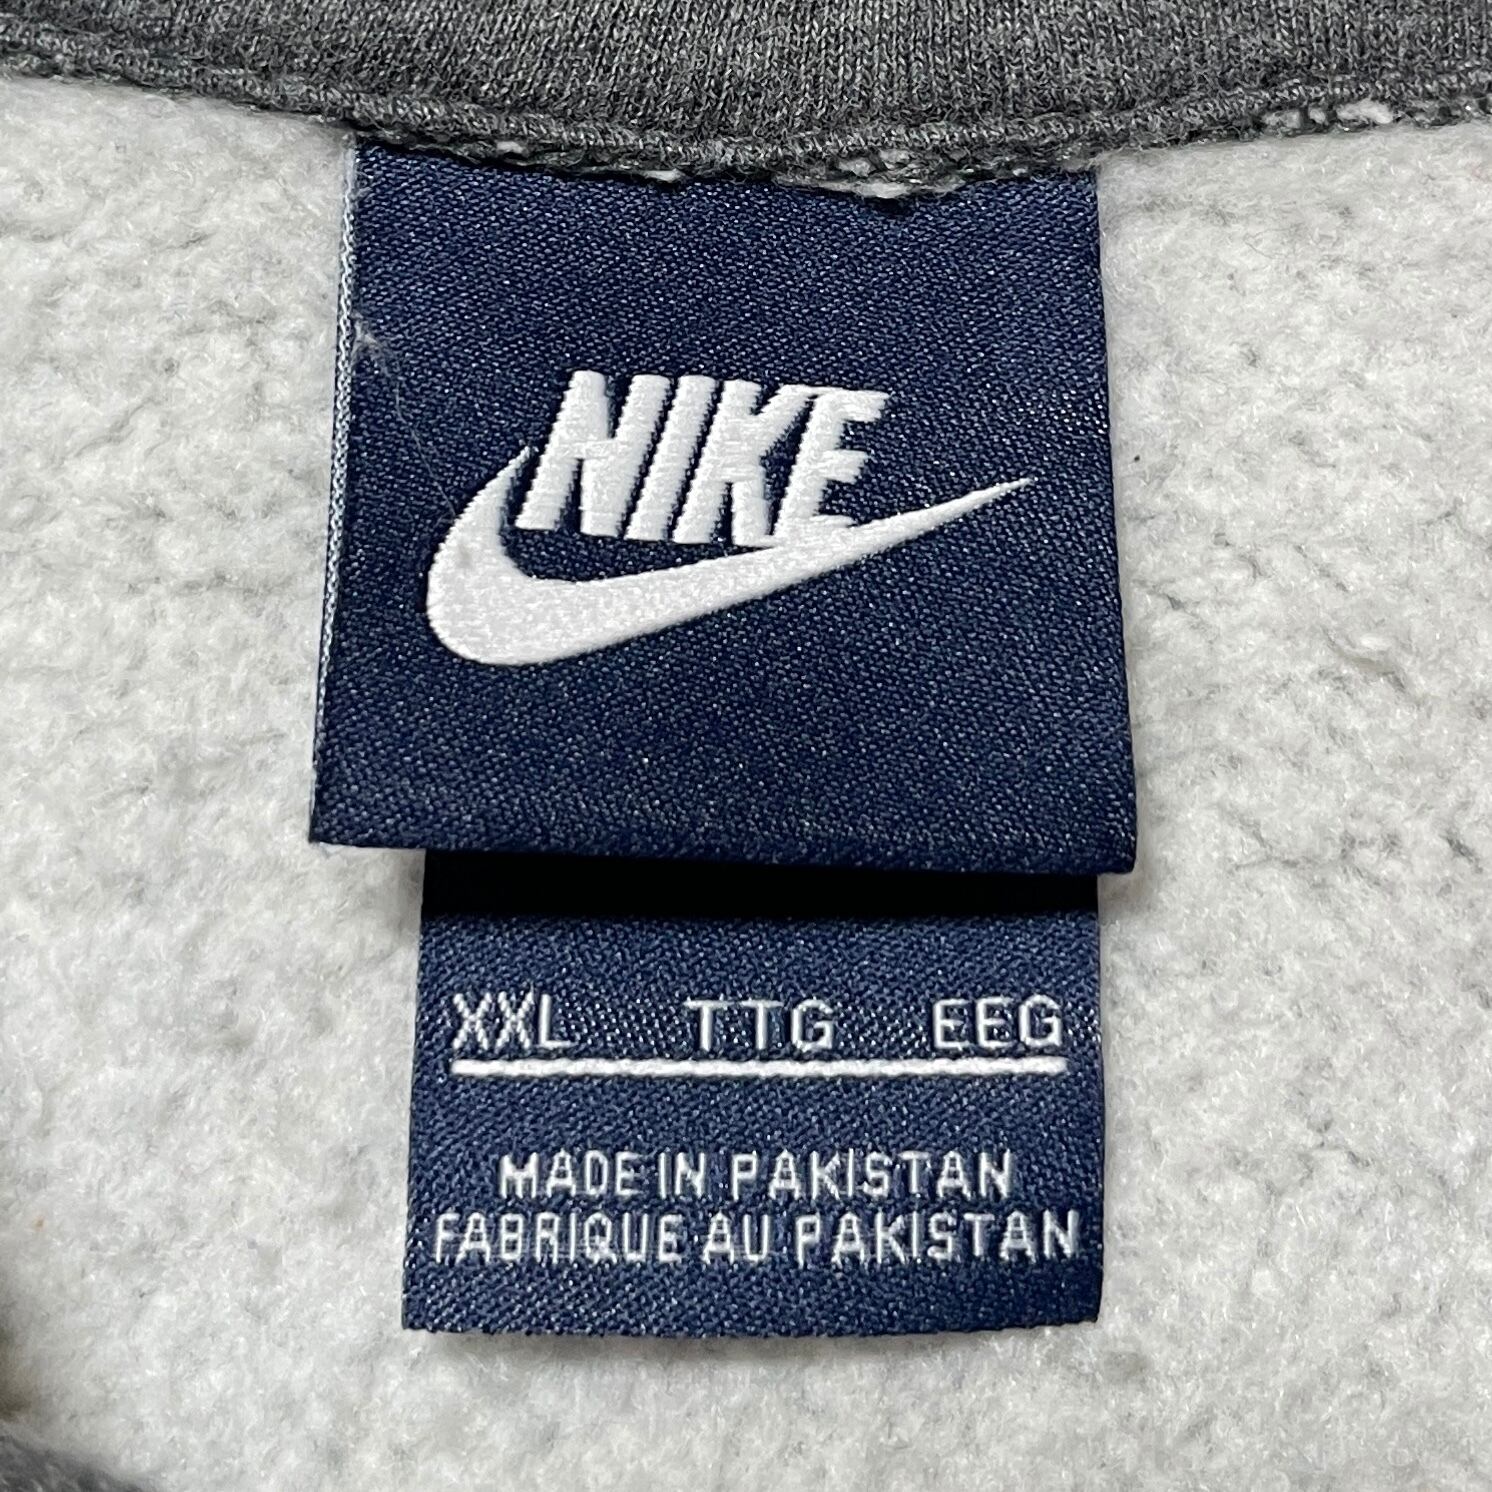 NIKE
XXL TTG EEG
MADE IN PAKISTAN
FABRIQUE AU PAKISTAN